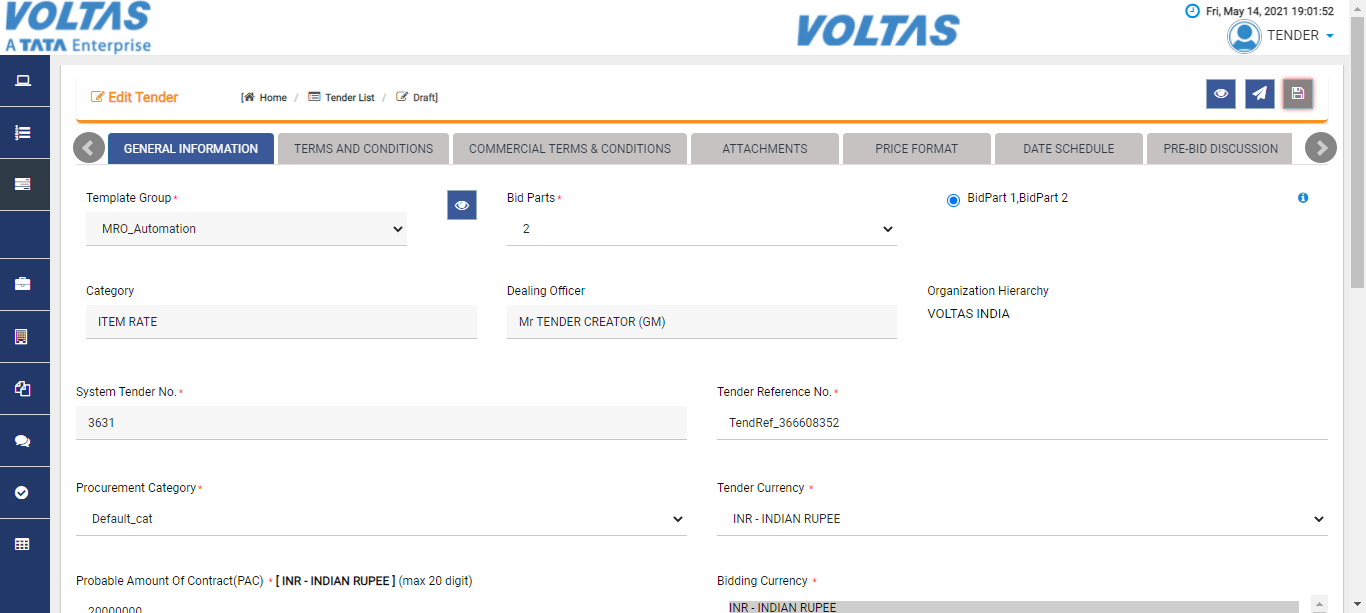 VOLTAS
A TATA Enterprise
VOLTAS
Fri, May 14, 2021 19:01:52
TENDER
Edit Tender
[ Home / Tender List / Draft]
GENERAL INFORMATION
TERMS AND CONDITIONS
COMMERCIAL TERMS & CONDITIONS
ATTACHMENTS
PRICE FORMAT
DATE SCHEDULE
PRE-BID DISCUSSION
Template Group *
MRO_Automation
Bid Parts *
2
BidPart 1,BidPart 2
Category
ITEM RATE
Dealing Officer
Mr TENDER CREATOR (GM)
Organization Hierarchy
VOLTAS INDIA
System Tender No. *
3631
Tender Reference No. *
TendRef_366608352
Procurement Category *
Default_cat
Tender Currency *
INR - INDIAN RUPEE
Probable Amount Of Contract(PAC) * [ INR - INDIAN RUPEE ] (max 20 digit)
20000000
Bidding Currency *
INR - INDIAN RUPEE